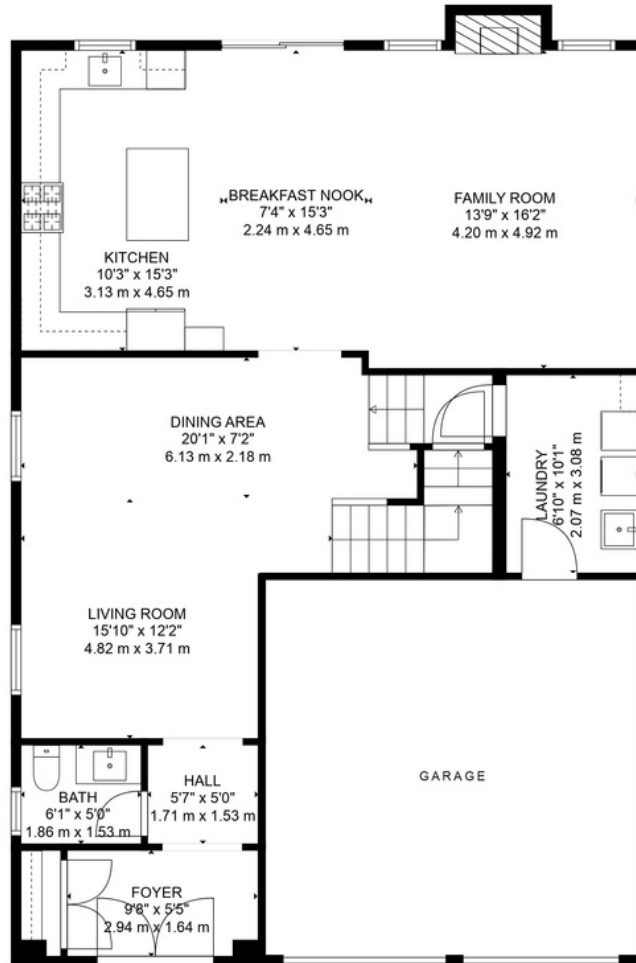 BREAKFAST NOOK
7'4" x 15'3"
2.24 m x 4.65 m
FAMILY ROOM
13'9" x 16'2"
4.20 m x 4.92 m
KITCHEN
10'3" x 15'3"
3.13 m x 4.65 m
DINING AREA
20'1" x 7'2"
6.13 m x 2.18 m
LAUNDRY
6'10" x 10'1"
2.07 m x 3.08 m
LIVING ROOM
15'10" x 12'2"
4.82 m x 3.71 m
BATH
6'1" x 5'0"
1.86 m x 1.53 m
HALL
5'7" x 5'0"
1.71 m x 1.53 m
GARAGE
FOYER
9'8" x 5'5"
2.94 m x 1.64 m